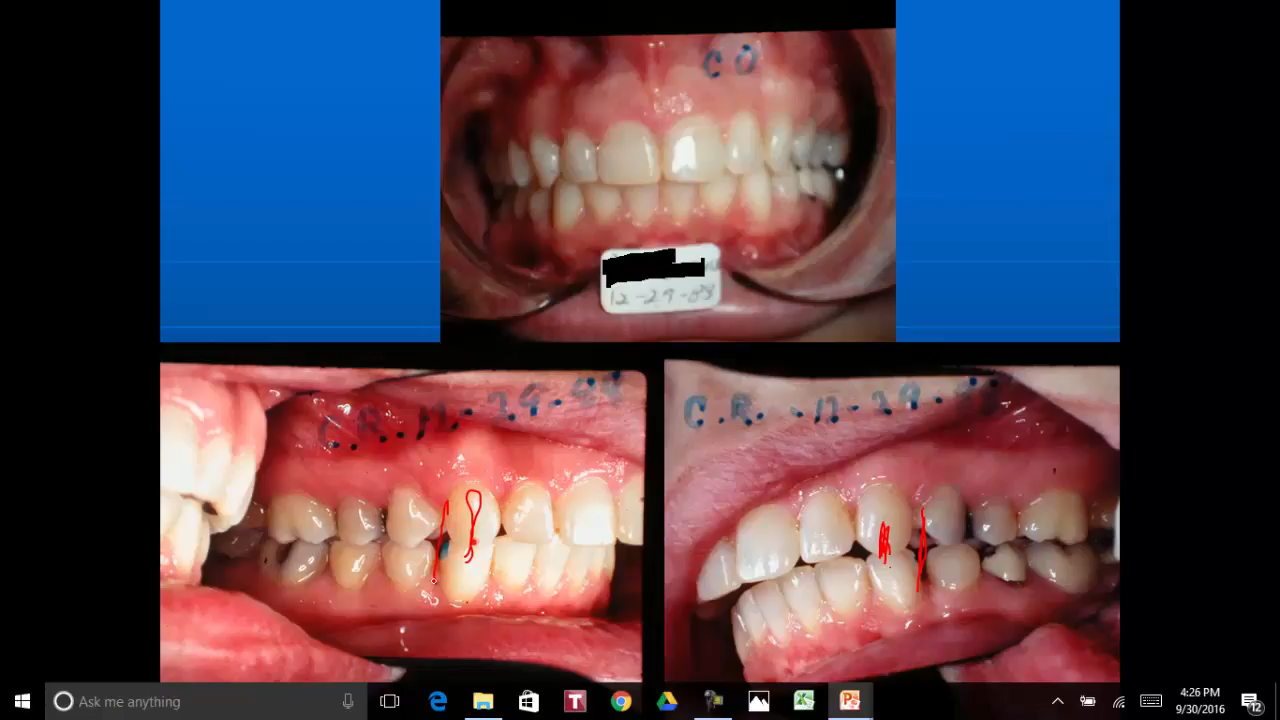 CO
12-29-88
C.R. 12-29-88
C.R. -12-29-88
Ask me anything
4:26 PM
9/30/2016
12